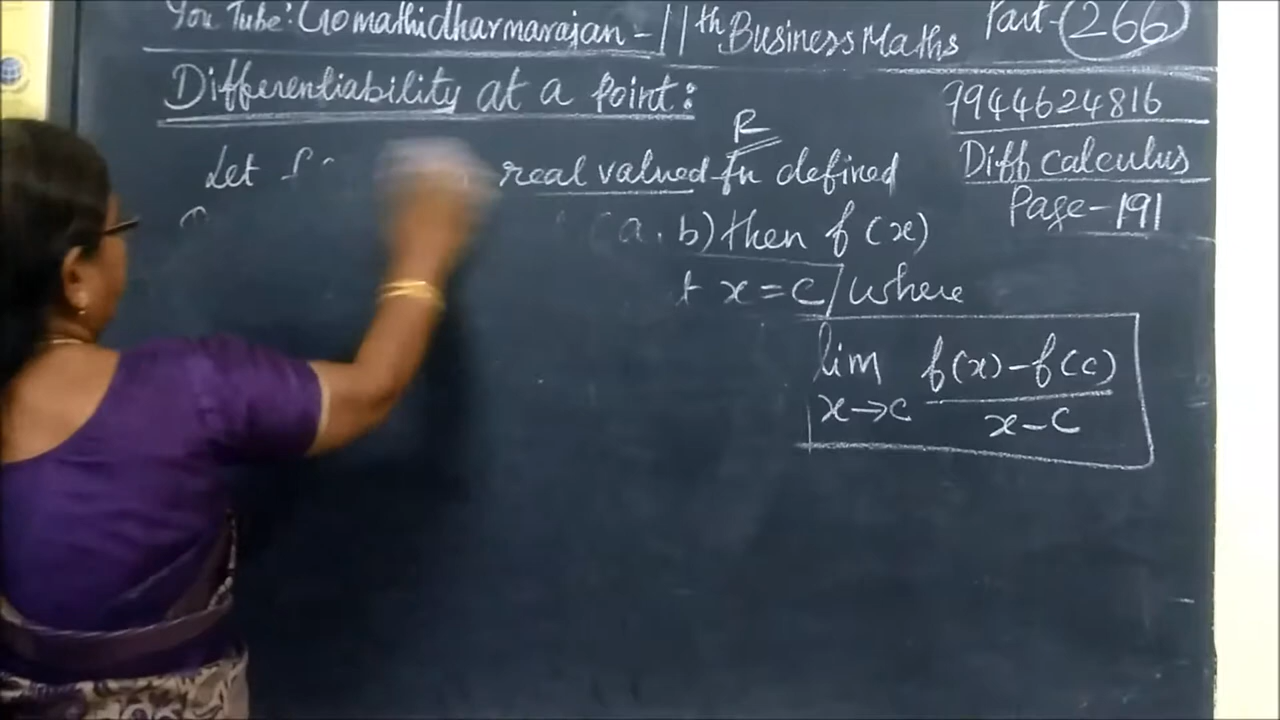 You Tube: Gomathidharmarajan - 11th Business Maths Part - 266
Differentiability at a Point:
9944624816
R
Let real valued fn defined
Diff calculus
(a, b) then f(x)
Page - 191
x = c / where
lim x→c f(x) - f(c) / x - c